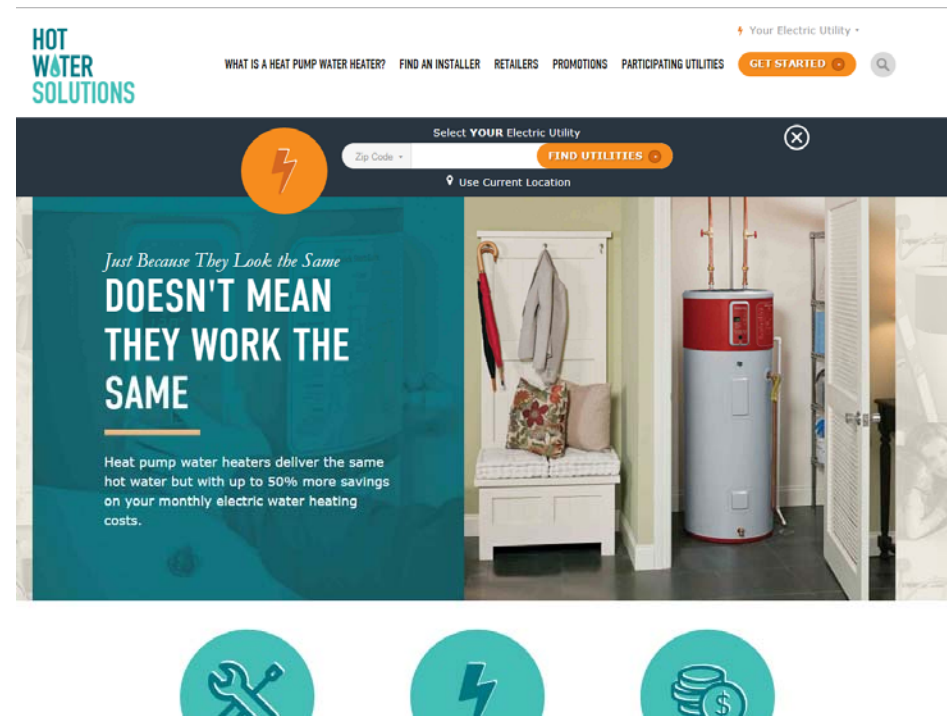 HOT
WATER
SOLUTIONS
Your Electric Utility
WHAT IS A HEAT PUMP WATER HEATER? FIND AN INSTALLER RETAILERS PROMOTIONS PARTICIPATING UTILITIES GET STARTED
Select YOUR Electric Utility
Zip Code FIND UTILITIES
Use Current Location
Just Because They Look the Same
DOESN'T MEAN
THEY WORK THE
SAME
Heat pump water heaters deliver the same
hot water but with up to 50% more savings
on your monthly electric water heating
costs.
$